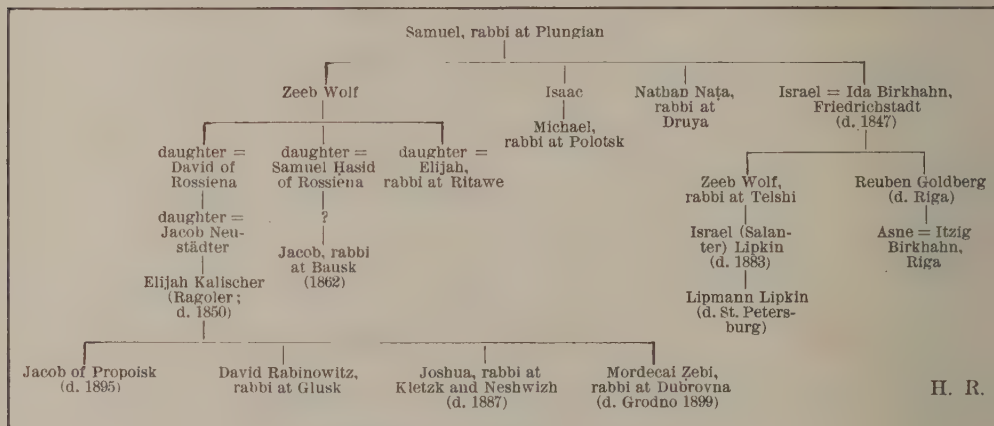 Samuel, rabbi at Plungian
Zeeb Wolf
Isaac
Nathan Naṭa,
rabbi at
Druya
Israel = Ida Birkhahn,
Friedrichstadt
(d. 1847)
Michael,
rabbi at Polotsk
daughter =
David of
Rossiena
daughter =
Samuel Ḥasid
of Rossiena
daughter =
Elijah,
rabbi at Ritawe
Zeeb Wolf,
rabbi at Telshi
Reuben Goldberg
(d. Riga)
daughter =
Jacob Neu-
städter
?
Jacob, rabbi
at Bausk
(1862)
Israel (Salan-
ter) Lipkin
(d. 1883)
Asne = Itzig
Birkhahn,
Riga
Elijah Kalischer
(Ragoler;
d. 1850)
Lipmann Lipkin
(d. St. Peters-
burg)
Jacob of Propoisk
(d. 1895)
David Rabinowitz,
rabbi at Glusk
Joshua, rabbi at
Kletzk and Neshwizh
(d. 1887)
Mordecai Ẓebi,
rabbi at Dubrovna
(d. Grodno 1899)
H. R.